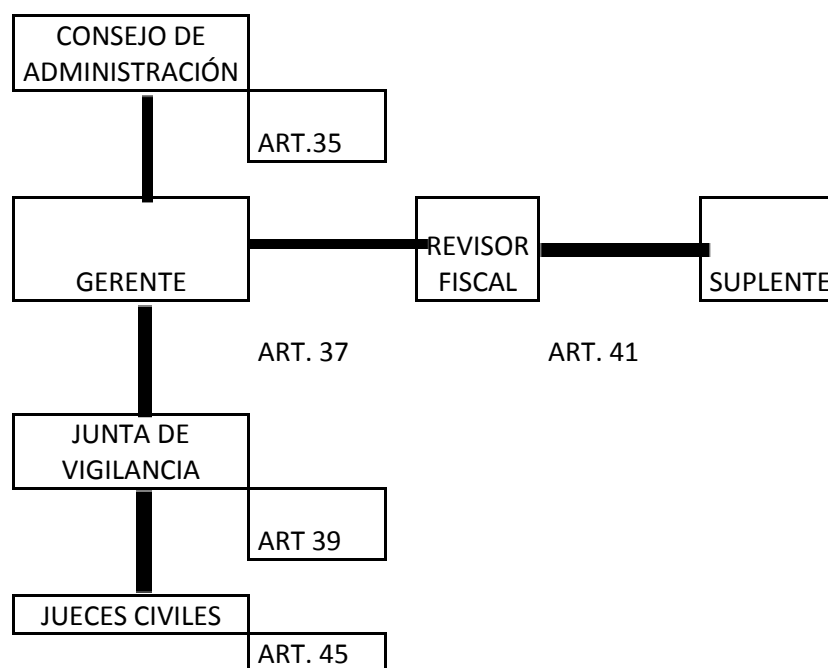 CONSEJO DE
ADMINISTRACIÓN
ART.35
GERENTE
REVISOR
FISCAL
SUPLENTE
ART. 37
ART. 41
JUNTA DE
VIGILANCIA
ART 39
JUECES CIVILES
ART. 45